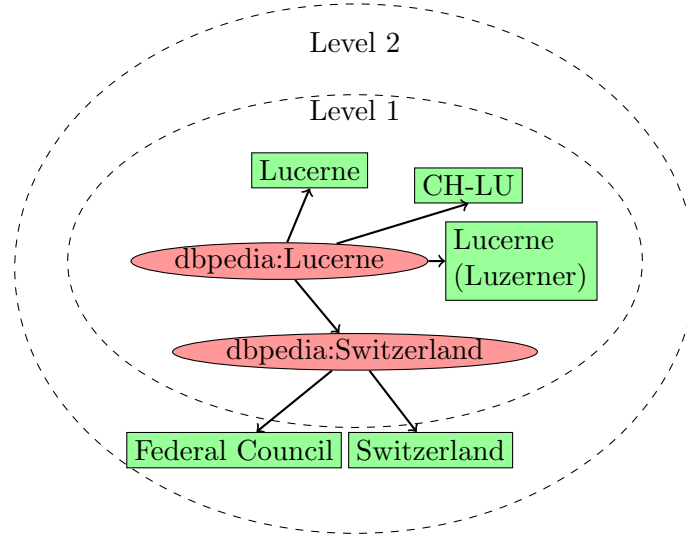 Level 2
Level 1
Lucerne
CH-LU
Lucerne
(Luzerner)
dbpedia:Lucerne
dbpedia:Switzerland
Federal Council
Switzerland